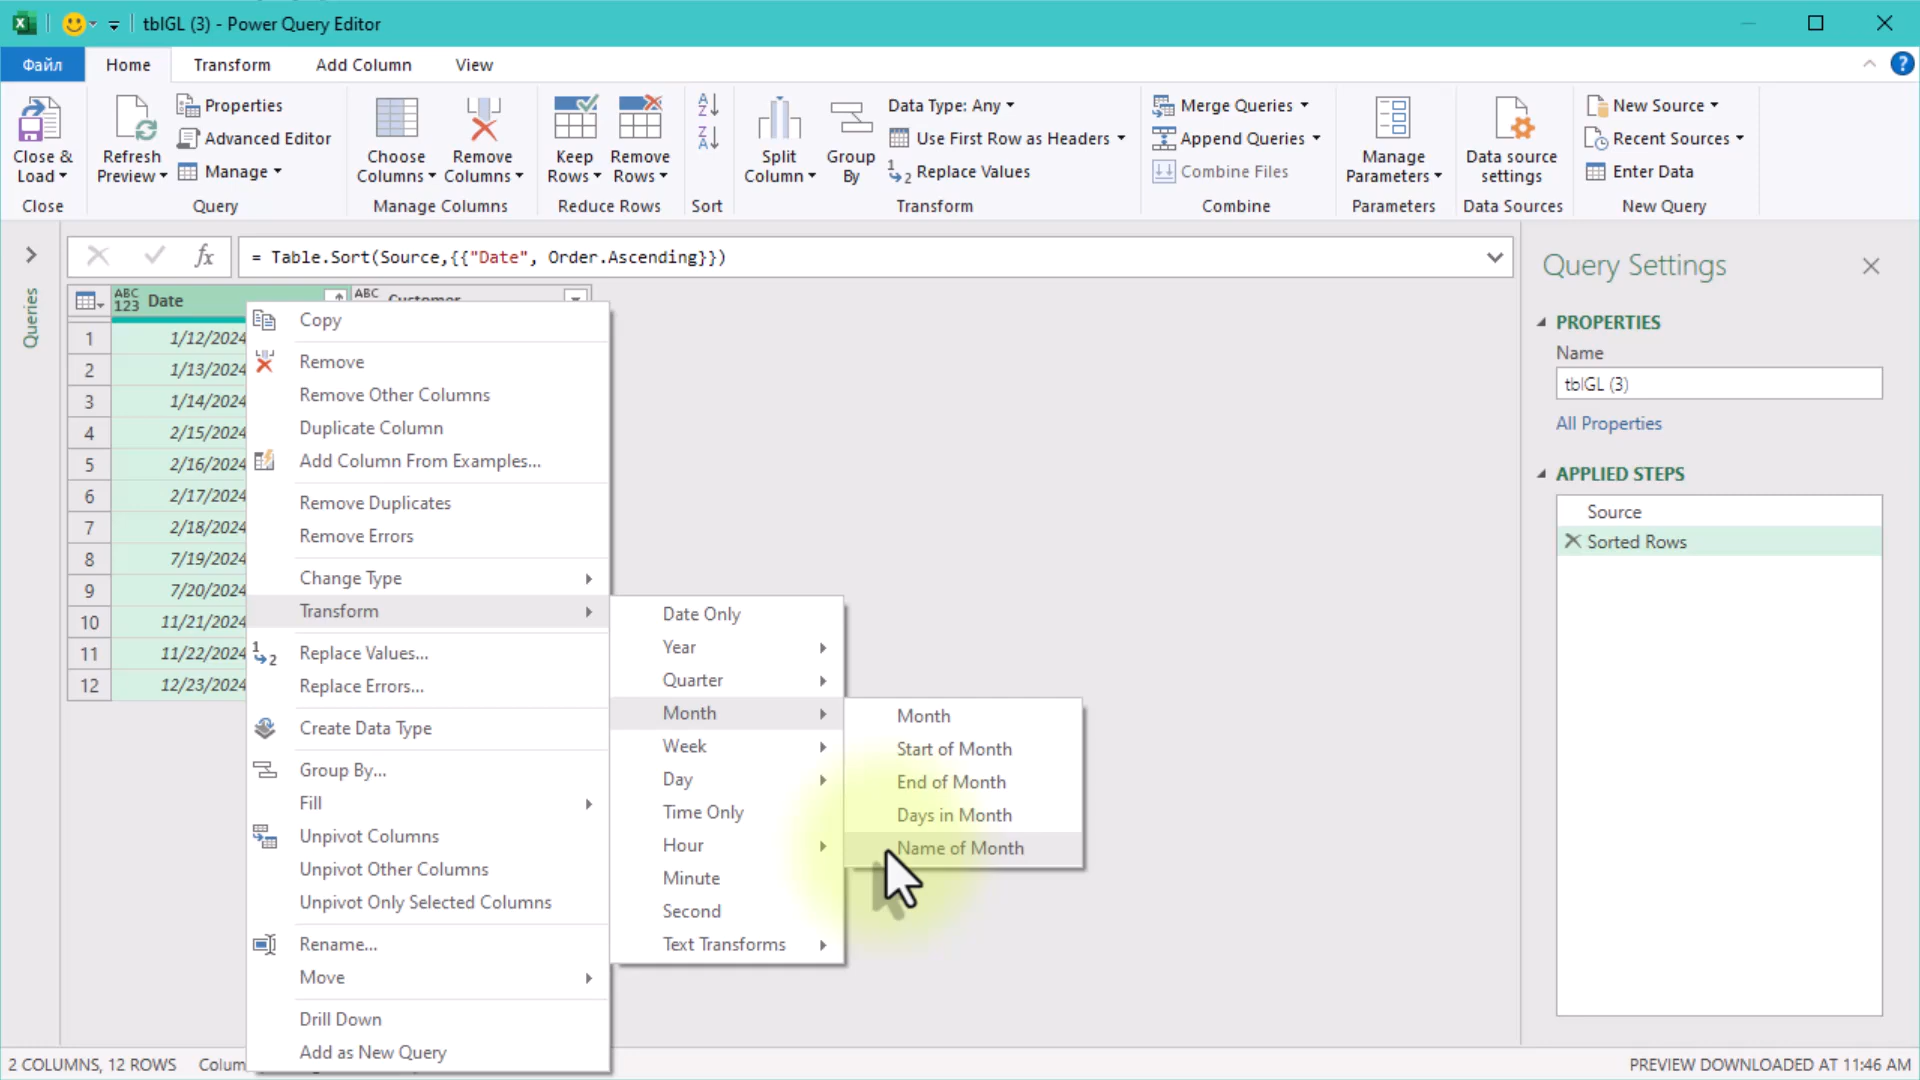 tblGL (3) - Power Query Editor
Файл
Home
Transform
Add Column
View
Close & Load
Close
Refresh Preview
Properties
Advanced Editor
Manage
Query
Choose Columns
Remove Columns
Manage Columns
Keep Rows
Remove Rows
Reduce Rows
Sort
Split Column
Group By
Data Type: Any
Use First Row as Headers
Replace Values
Transform
Merge Queries
Append Queries
Combine Files
Combine
Manage Parameters
Parameters
Data source settings
Data Sources
New Source
Recent Sources
Enter Data
New Query
Queries
fx
= Table.Sort(Source,{{"Date", Order.Ascending}})
ABC 123 Date
ABC Customer
1 1/12/2024
2 1/13/2024
3 1/14/2024
4 2/15/2024
5 2/16/2024
6 2/17/2024
7 2/18/2024
8 7/19/2024
9 7/20/2024
10 11/21/2024
11 11/22/2024
12 12/23/2024
Copy
Remove
Remove Other Columns
Duplicate Column
Add Column From Examples...
Remove Duplicates
Remove Errors
Change Type
Transform
Replace Values...
Replace Errors...
Create Data Type
Group By...
Fill
Unpivot Columns
Unpivot Other Columns
Unpivot Only Selected Columns
Rename...
Move
Drill Down
Add as New Query
Date Only
Year
Quarter
Month
Week
Day
Time Only
Hour
Minute
Second
Text Transforms
Month
Start of Month
End of Month
Days in Month
Name of Month
Query Settings
PROPERTIES
Name
tblGL (3)
All Properties
APPLIED STEPS
Source
Sorted Rows
2 COLUMNS, 12 ROWS
PREVIEW DOWNLOADED AT 11:46 AM